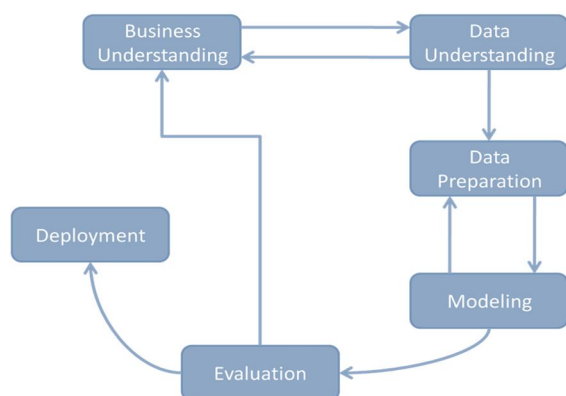 Business
Understanding
Data
Understanding
Data
Preparation
Deployment
Modeling
Evaluation